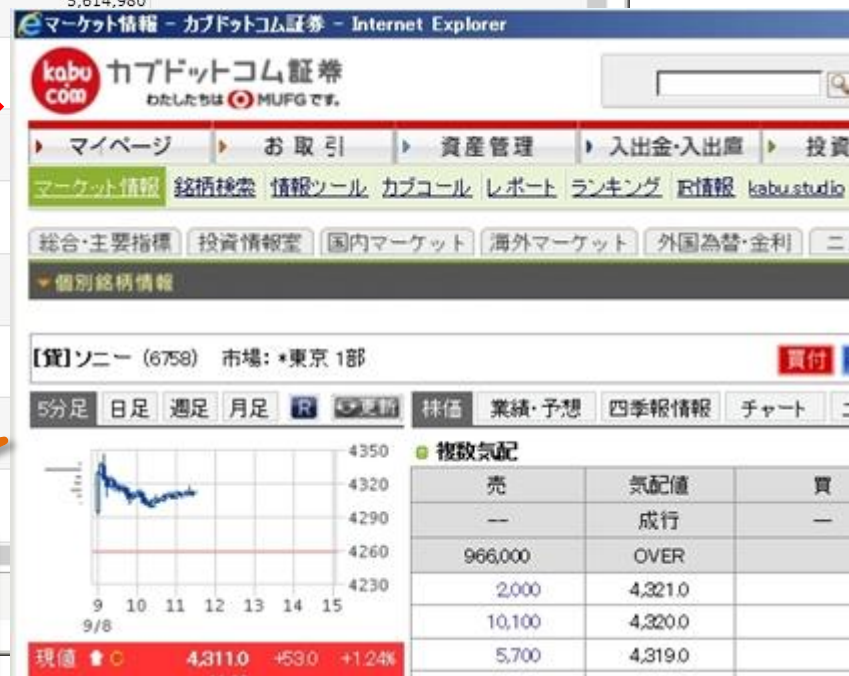 5,614,980
マーケット情報 - カブドットコム証券 - Internet Explorer
kabu
com
カブドットコム証券
わたしたちは MUFGです。
マイページ お取引 資産管理 入出金・入出庫 投資
マーケット情報 銘柄検索 情報ツール カブコール レポート ランキング IR情報 kabu.studio
総合・主要指標 投資情報室 国内マーケット 海外マーケット 外国為替・金利 ニ
個別銘柄情報
[貸]ソニー (6758) 市場: *東京 1部 買付
5分足 日足 週足 月足 R 更新 株価 業績・予想 四季報情報 チャート
複数気配
売 気配値 買
-- 成行 -
966,000 OVER
2,000 4,321.0
10,100 4,320.0
5,700 4,319.0
4350
4320
4290
4260
4230
9 10 11 12 13 14 15
9/8
現値 C 4,311.0 +53.0 +1.24%